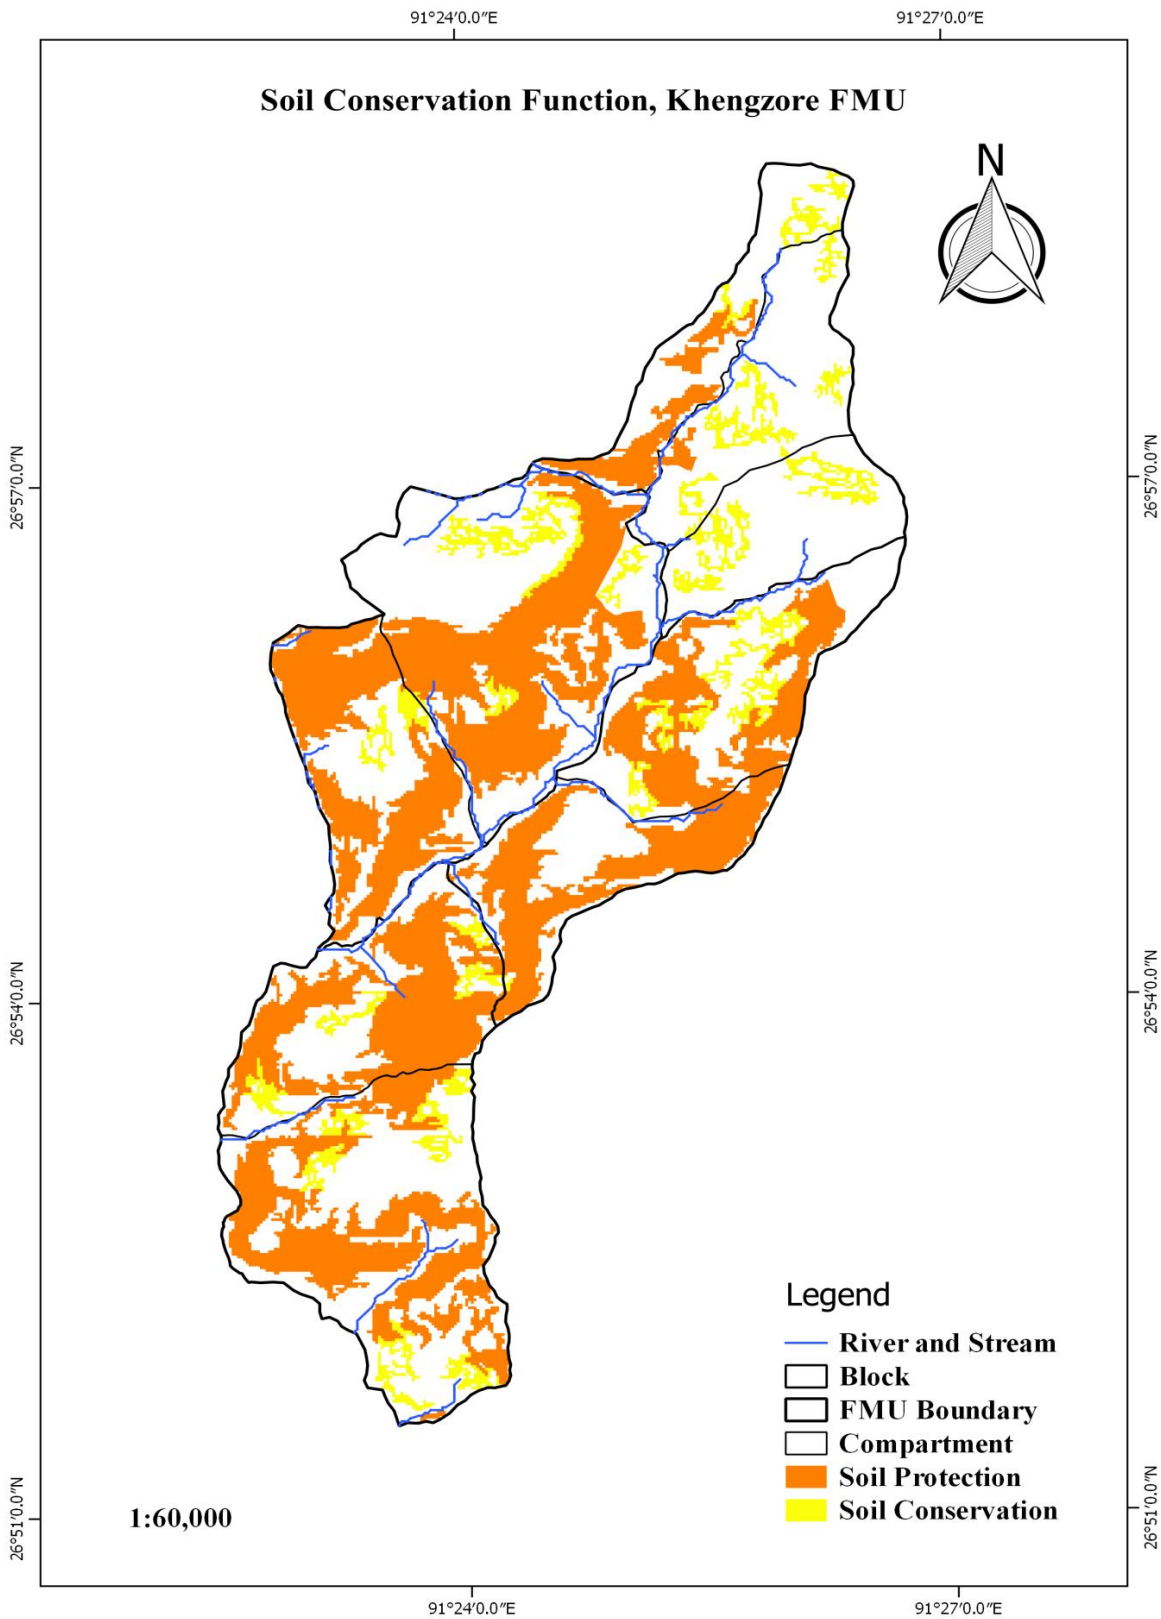 91°24′0.0″E 91°27′0.0″E
Soil Conservation Function, Khengzore FMU
N
26°57′0.0″N 26°57′0.0″N
26°54′0.0″N 26°54′0.0″N
Legend
River and Stream
Block
FMU Boundary
Compartment
Soil Protection
Soil Conservation
1:60,000
26°51′0.0″N 26°51′0.0″N
91°24′0.0″E 91°27′0.0″E